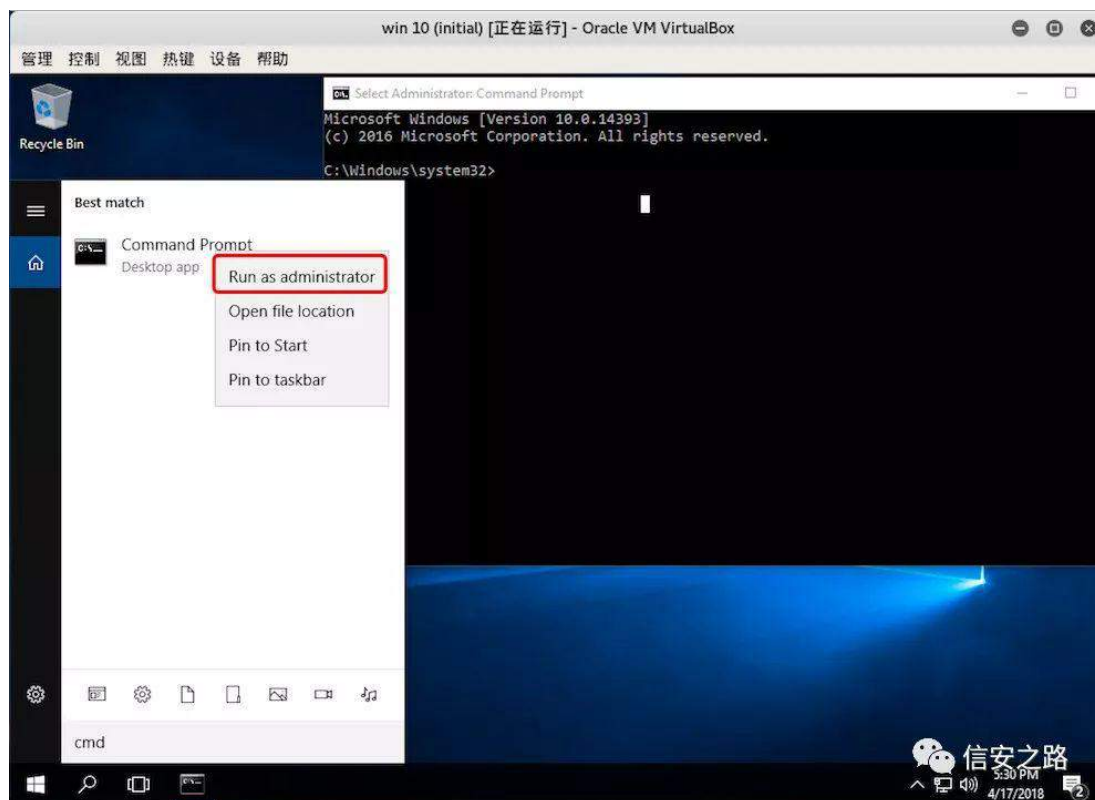 win 10 (initial) [正在运行] - Oracle VM VirtualBox
管理 控制 视图 热键 设备 帮助
Recycle Bin
Select Administrator: Command Prompt
Microsoft Windows [Version 10.0.14393]
(c) 2016 Microsoft Corporation. All rights reserved.
C:\Windows\system32>
Best match
Command Prompt
Desktop app
Run as administrator
Open file location
Pin to Start
Pin to taskbar
cmd
信安之路
5:30 PM
4/17/2018
2